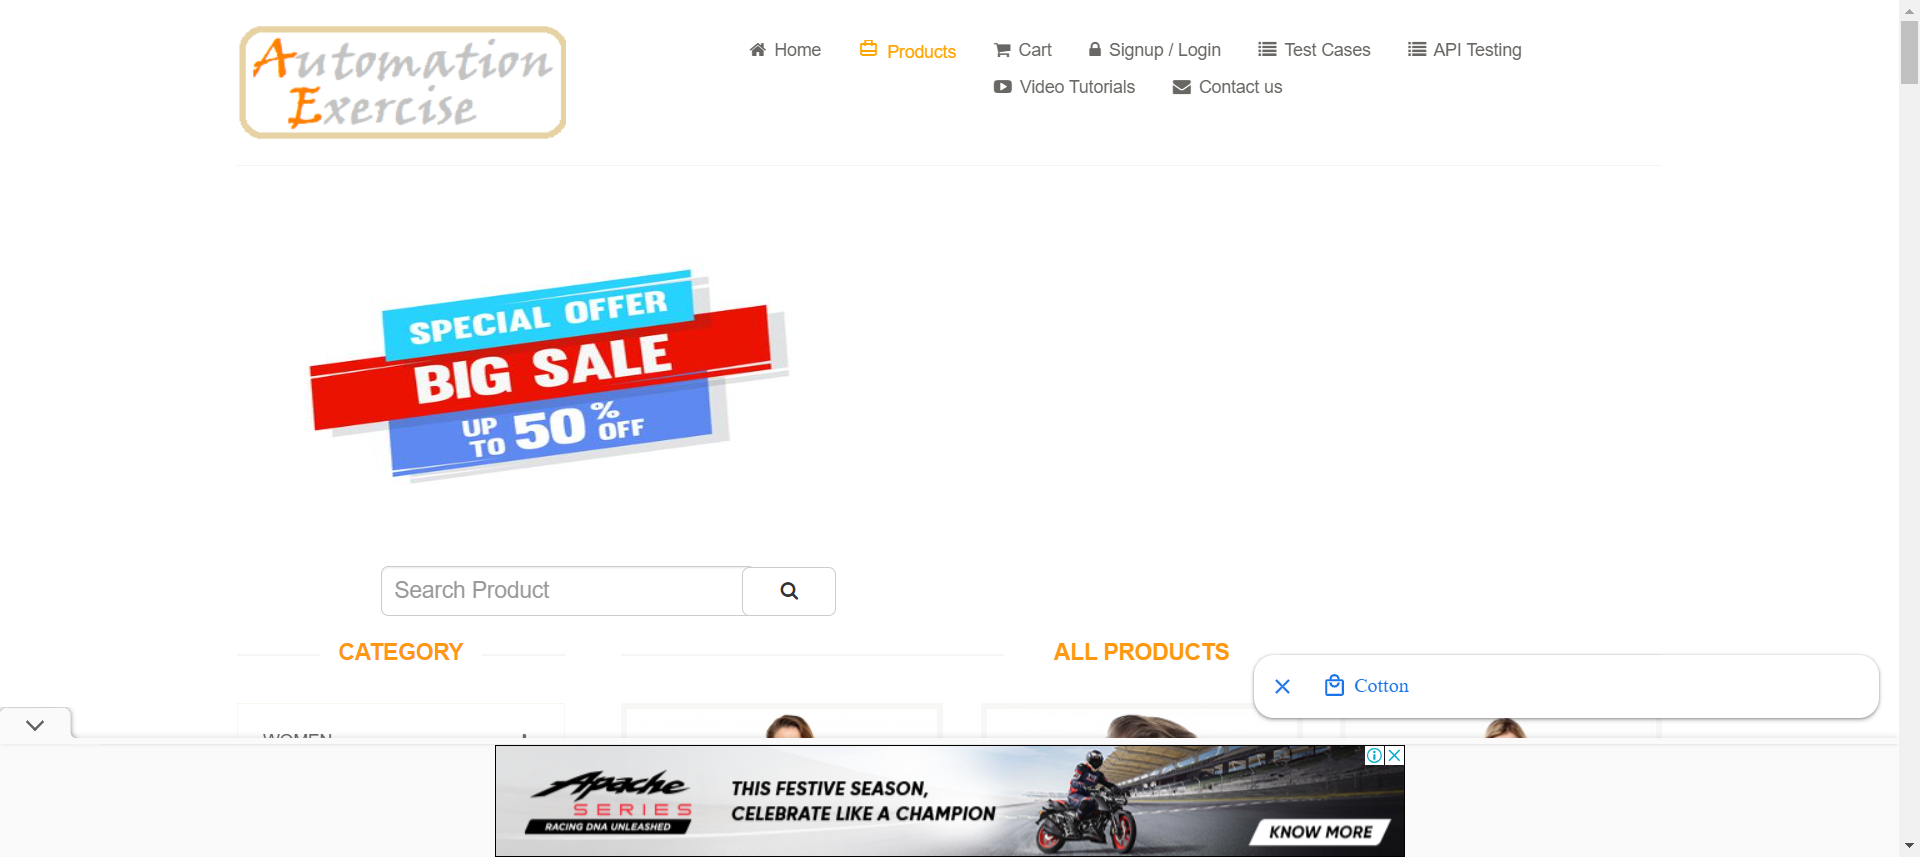 Automation
Exercise
Home
Products
Cart
Signup / Login
Test Cases
API Testing
Video Tutorials
Contact us
SPECIAL OFFER
BIG SALE
UP TO 50% OFF
Search Product
CATEGORY
ALL PRODUCTS
Cotton
WOMEN
Apache
SERIES
RACING DNA UNLEASHED
THIS FESTIVE SEASON,
CELEBRATE LIKE A CHAMPION
KNOW MORE